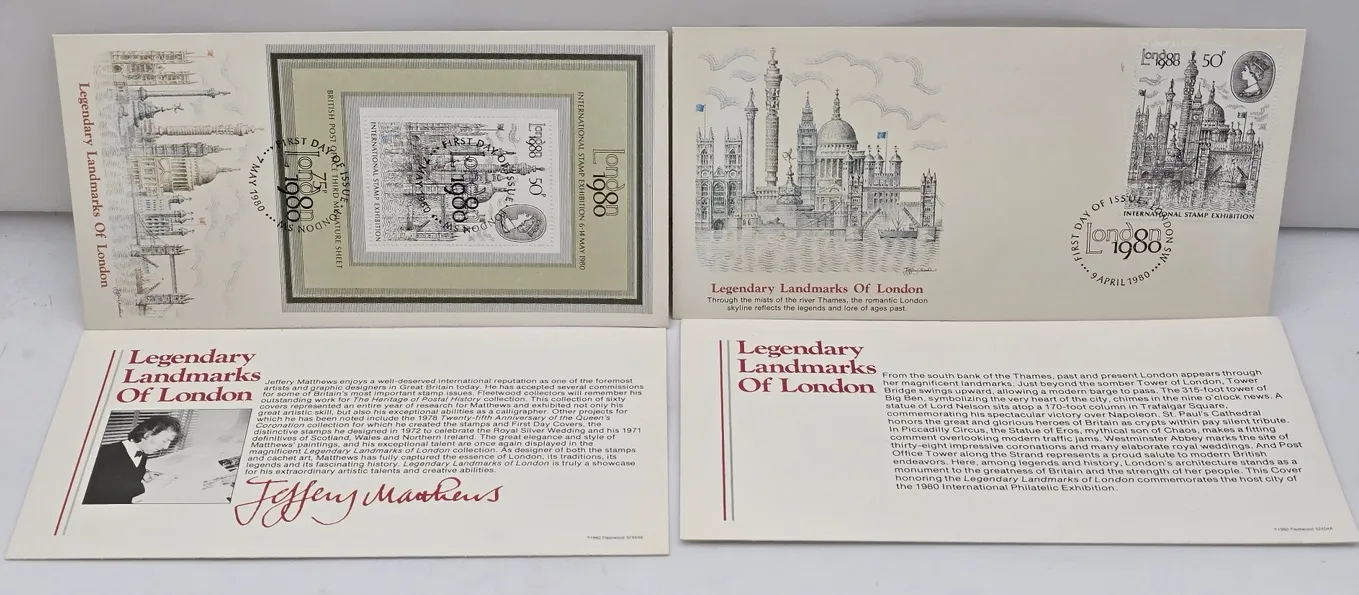 Legendary Landmarks Of London
BRITISH POST OFFICE THIRD MINIATURE SHEET
INTERNATIONAL STAMP EXHIBITION
London
1980
50P
London
1980
75P
INTERNATIONAL STAMP EXHIBITION 6-14 MAY 1980
London
1980
FIRST DAY OF ISSUE
LONDON SW
7 MAY 1980
FIRST DAY OF ISSUE
LONDON SW
7 MAY 1980
London
1980
Legendary Landmarks Of London
Through the mists of the river Thames, the romantic London
skyline reflects the legends and lore of ages past.
London
1980
50P
INTERNATIONAL STAMP EXHIBITION
FIRST DAY OF ISSUE LONDON SW
London
1980
9 APRIL 1980
Legendary
Landmarks
Of London
Jeffery Matthews enjoys a well-deserved international reputation as one of the foremost
artists and graphic designers in Great Britain today. He has accepted several commissions
for some of Britain's most important stamp issues. Fleetwood collectors will remember his
outstanding work for The Heritage of Postal History collection. This collection of sixty
covers represented an entire year of research for Matthews and exhibited not only his
great artistic skill, but also his exceptional abilities as a calligrapher. Other projects for
which he has been noted include the 1978 Twenty-fifth Anniversary of the Queen's
Coronation collection for which he created the stamps and First Day Covers, the
distinctive stamps he designed in 1972 to celebrate the Royal Silver Wedding and his 1971
definitives of Scotland, Wales and Northern Ireland. The great elegance and style of
Matthews' paintings, and his exceptional talent are once again displayed in the
magnificent Legendary Landmarks of London collection. As designer of both the stamps
and cachet art, Matthews has fully captured the essence of London, its traditions, its
legends and its fascinating history. Legendary Landmarks of London is truly a showcase
for his extraordinary artistic talents and creative abilities.
Jeffery Matthews
©1980 Fleetwood
Legendary
Landmarks
Of London
From the south bank of the Thames, past and present London appears through
her magnificent landmarks. Just beyond the somber Tower of London, Tower
Bridge swings upward, allowing a modern barge to pass. The 315-foot tower of
Big Ben, symbolizing the very heart of the city, chimes in the nine o'clock news. A
statue of Lord Nelson sits atop a 170-foot column in Trafalgar Square,
commemorating his spectacular victory over Napoleon. St. Paul's Cathedral
honors the great and glorious heroes of Britain as crypts within pay silent tribute.
In Piccadilly Circus, the Statue of Eros, mythical son of Chaos, makes a fitting
comment overlooking modern traffic jams. Westminster Abbey marks the site of
thirty-eight impressive coronations and many elaborate royal weddings. And Post
Office Tower along the Strand represents a proud salute to modern British
endeavors. Here, among legends and history, London's architecture stands as a
monument to the greatness of Britain and the strength of her people. This Cover
honoring the Legendary Landmarks of London commemorates the host city of
the 1980 International Philatelic Exhibition.
©1980 Fleetwood